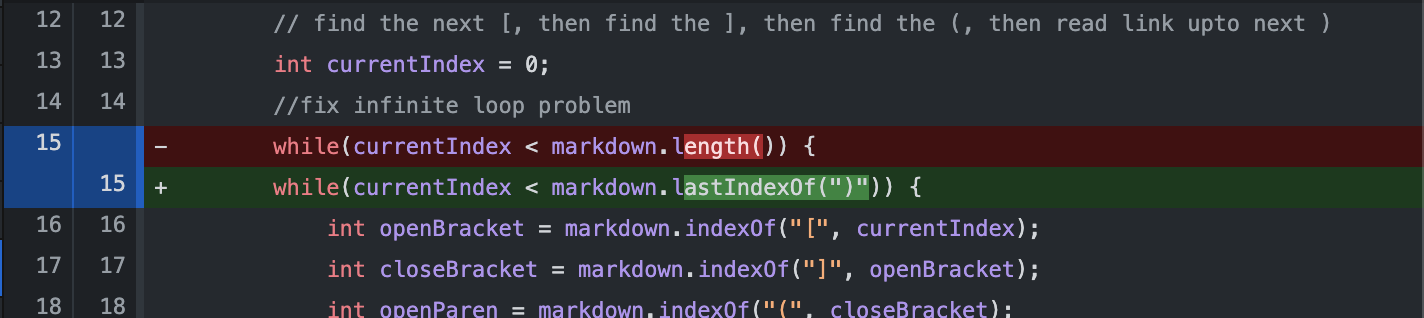 12 12 // find the next [, then find the ], then find the (, then read link upto next )
13 13 int currentIndex = 0;
14 14 //fix infinite loop problem
15 - while(currentIndex < markdown.length()) {
15 + while(currentIndex < markdown.lastIndexOf(")")) {
16 16 int openBracket = markdown.indexOf("[", currentIndex);
17 17 int closeBracket = markdown.indexOf("]", openBracket);
18 18 int openParen = markdown.indexOf("(", closeBracket);